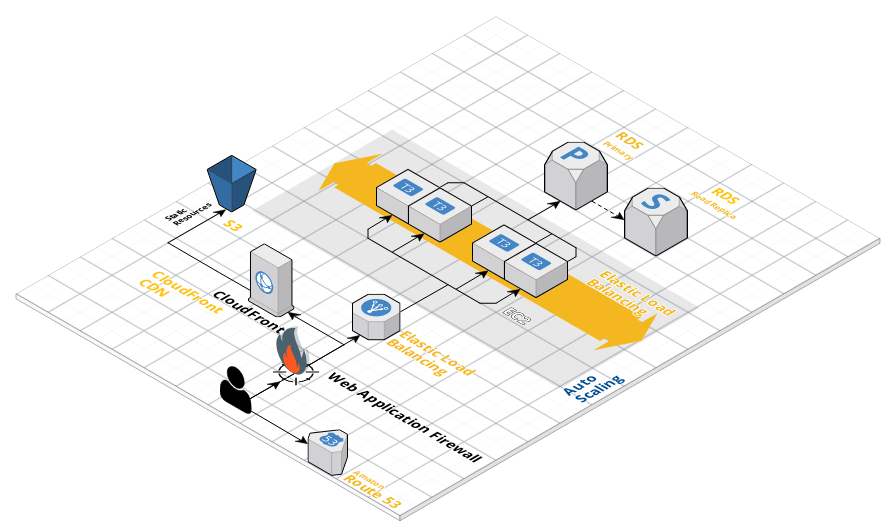 P
RDS
Primary
S
RDS
Read Replica
T3
T3
T3
T3
Static
Resources
S3
CloudFront
CDN
CloudFront
Elastic Load
Balancing
EC2
Elastic Load
Balancing
Auto
Scaling
Web Application Firewall
53
Amazon
Route 53